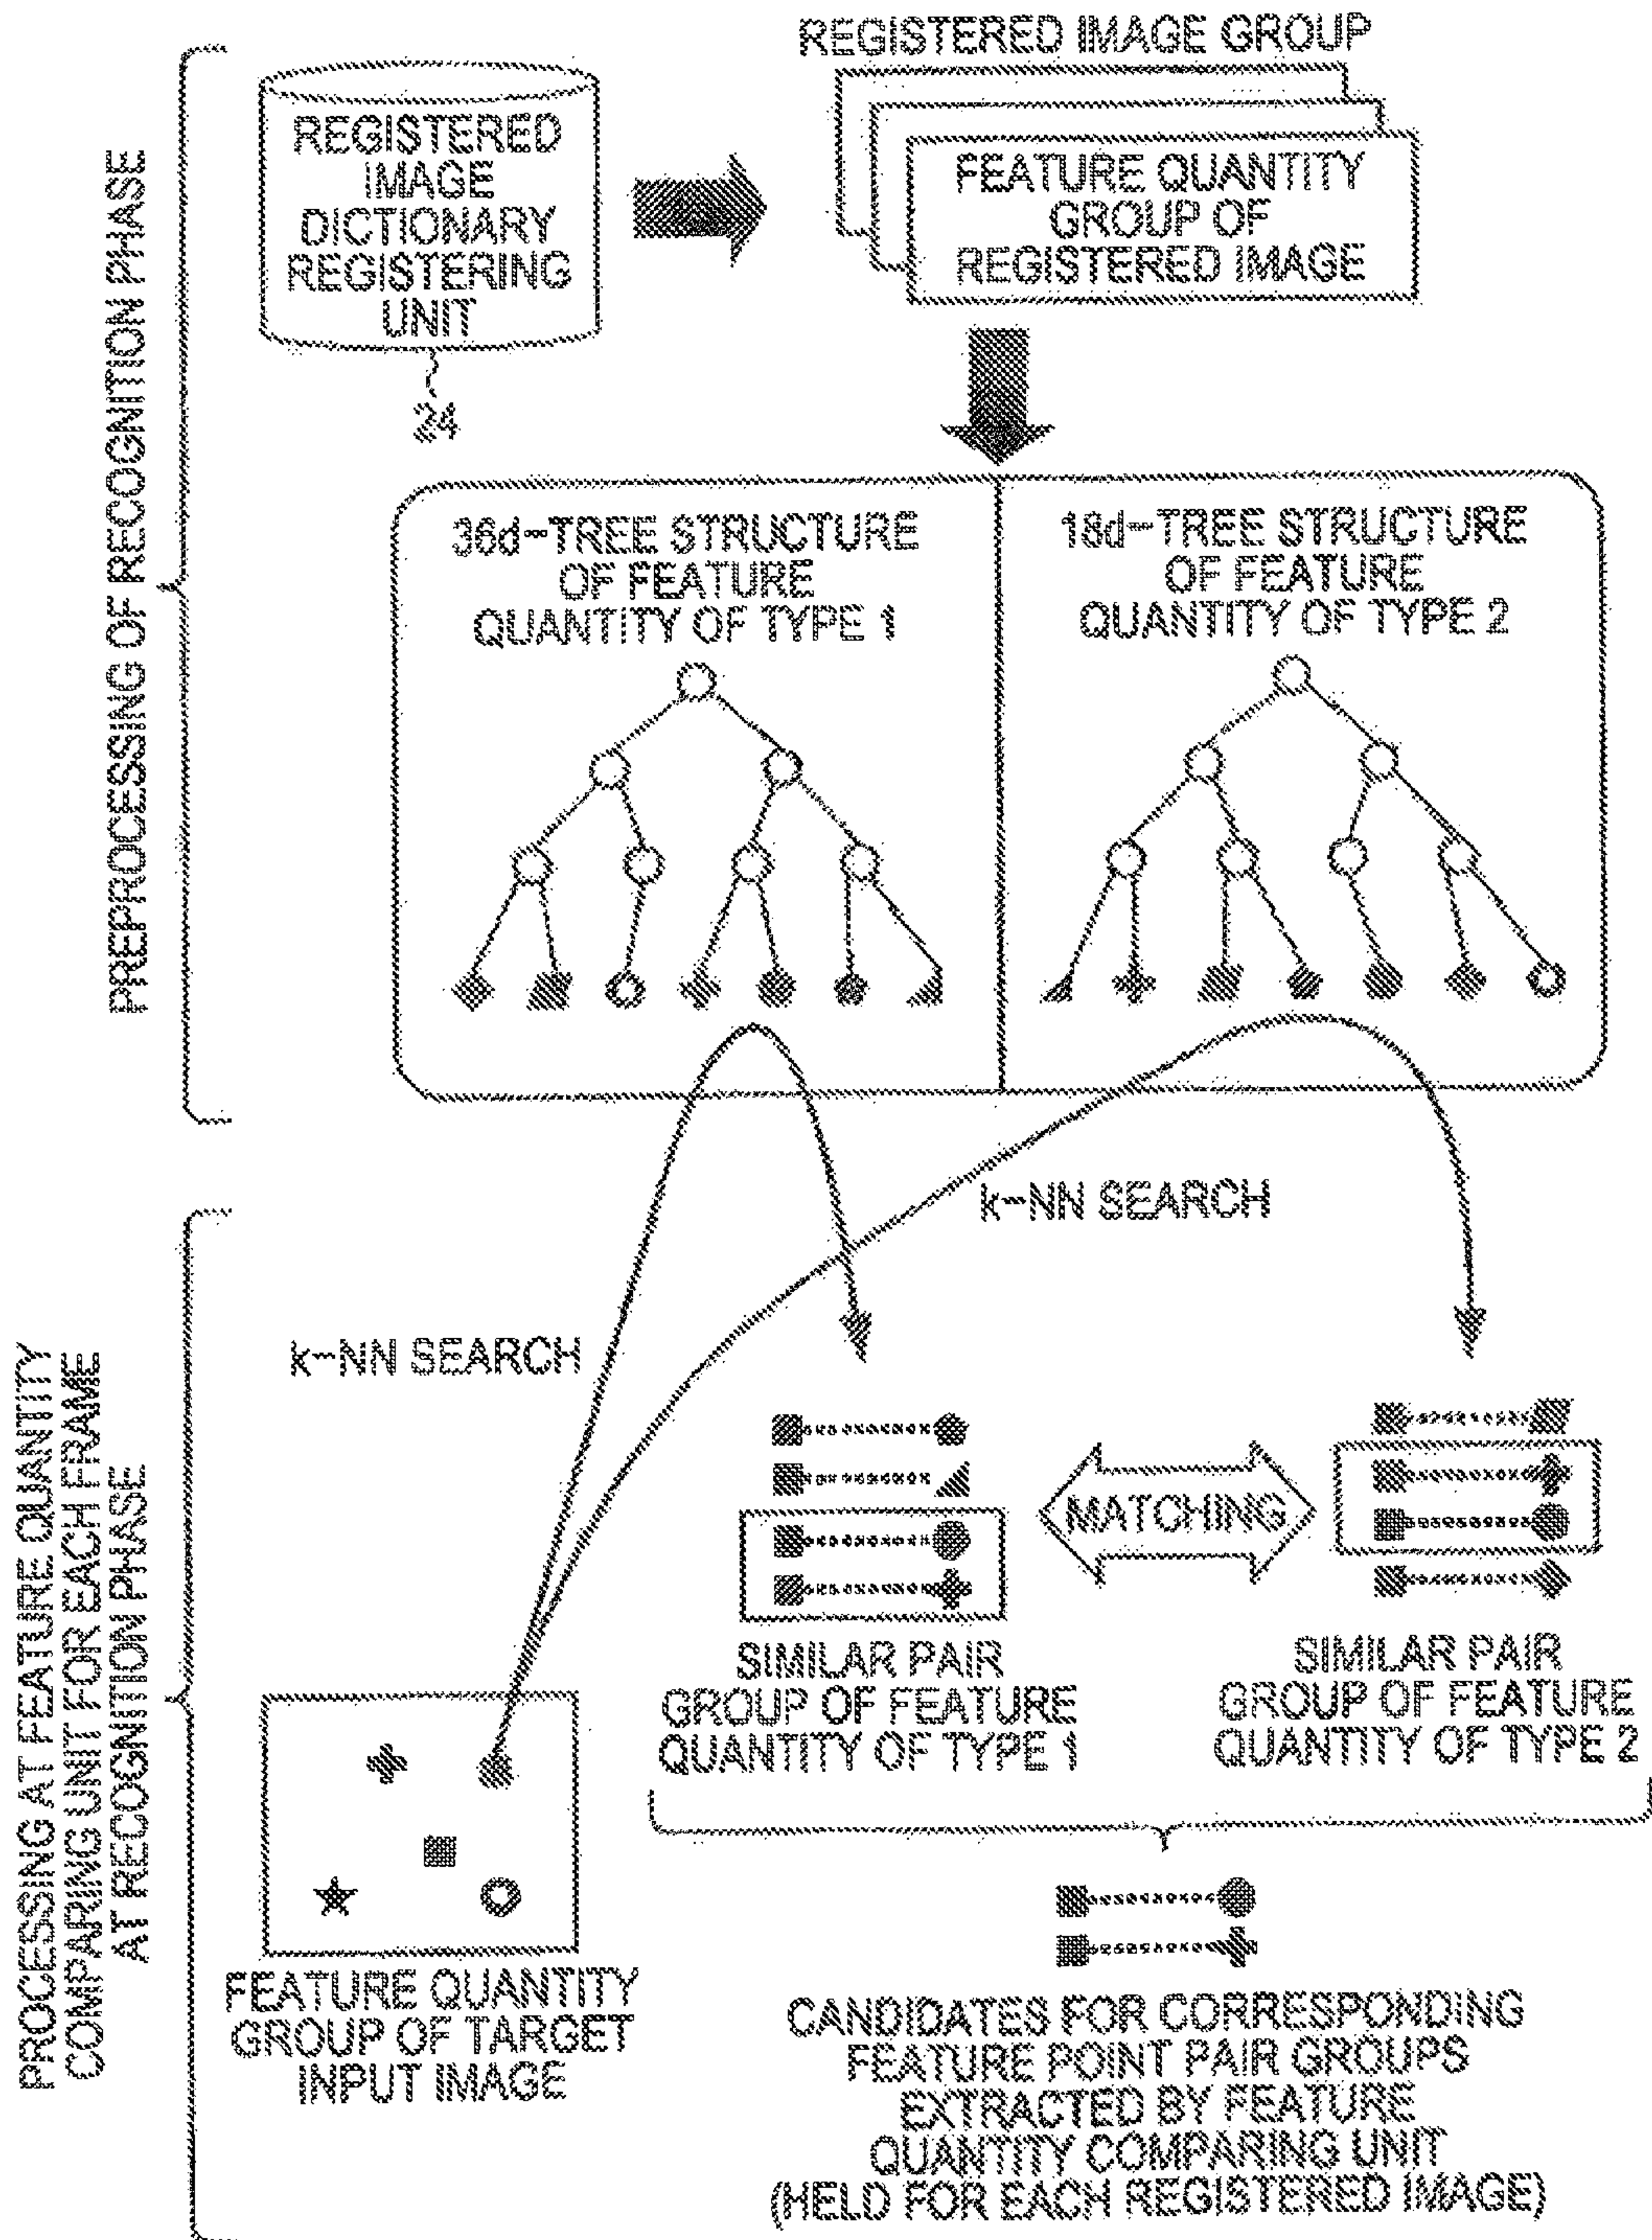 REGISTERED IMAGE GROUP
REGISTERED
IMAGE
DICTIONARY
REGISTERING
UNIT
24
FEATURE QUANTITY
GROUP OF
REGISTERED IMAGE
PREPROCESSING OF RECOGNITION PHASE
36d-TREE STRUCTURE
OF FEATURE
QUANTITY OF TYPE 1
18d-TREE STRUCTURE
OF FEATURE
QUANTITY OF TYPE 2
k-NN SEARCH
k-NN SEARCH
PROCESSING AT FEATURE QUANTITY
COMPARING UNIT FOR EACH FRAME
AT RECOGNITION PHASE
MATCHING
SIMILAR PAIR
GROUP OF FEATURE
QUANTITY OF TYPE 1
SIMILAR PAIR
GROUP OF FEATURE
QUANTITY OF TYPE 2
FEATURE QUANTITY
GROUP OF TARGET
INPUT IMAGE
CANDIDATES FOR CORRESPONDING
FEATURE POINT PAIR GROUPS
EXTRACTED BY FEATURE
QUANTITY COMPARING UNIT
(HELD FOR EACH REGISTERED IMAGE)